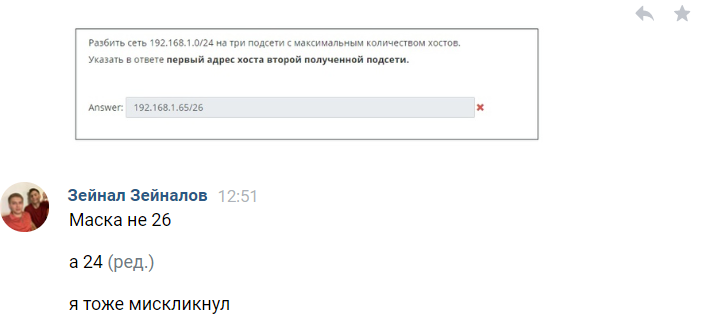 Разбить сеть 192.168.1.0/24 на три подсети с максимальным количеством хостов.
Указать в ответе первый адрес хоста второй полученной подсети.
Answer: 192.168.1.65/26
Зейнал Зейналов 12:51
Маска не 26
а 24 (ред.)
я тоже мискликнул